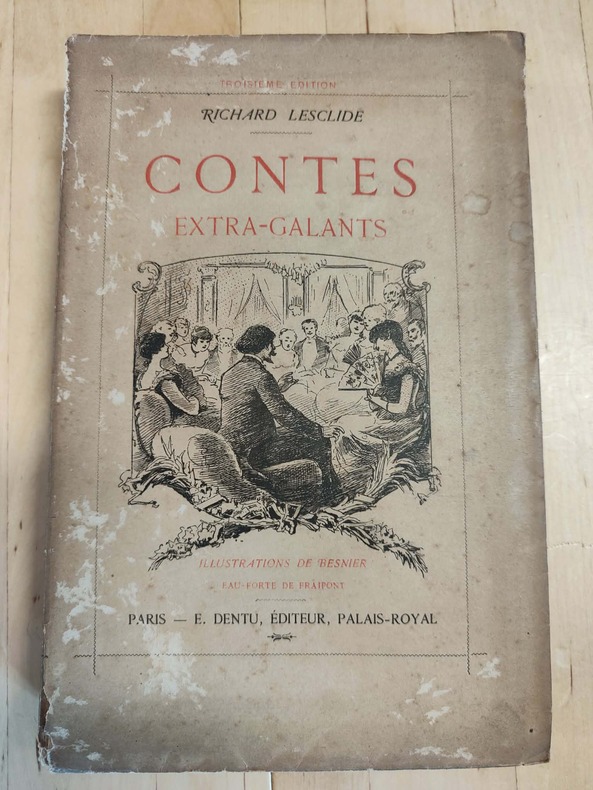 TROISIÈME ÉDITION
RICHARD LESCLIDE
CONTES
EXTRA-GALANTS
ILLUSTRATIONS DE BESNIER
EAU-FORTE DE FRAIPONT
PARIS — E. DENTU, ÉDITEUR, PALAIS-ROYAL